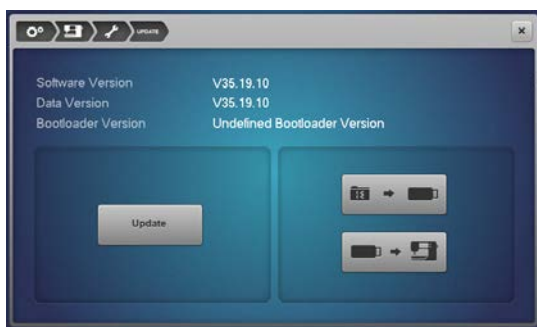 UPDATE
Software Version V35.19.10
Data Version V35.19.10
Bootloader Version Undefined Bootloader Version
Update